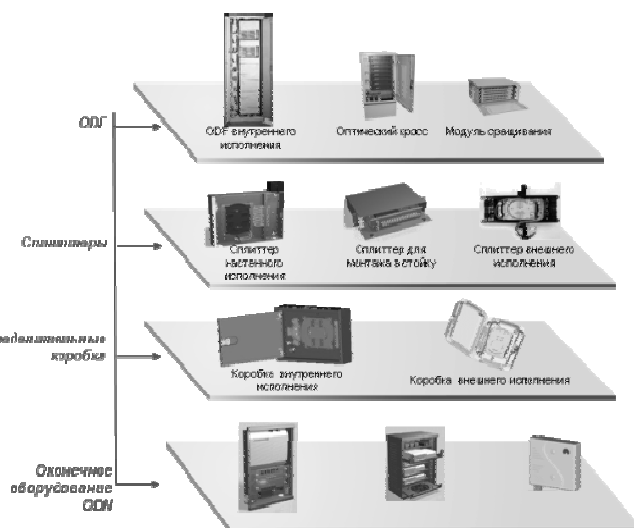 ODF
ODF внутреннего
исполнения
Оптический кросс
Модуль сращивания
Сплиттеры
Сплиттер
настенного
исполнения
Сплиттер для
монтажа в стойку
Сплиттер внешнего
исполнения
коробка
Коробка внутреннего
исполнения
Коробка внешнего исполнения
Оконечное
оборудование
ODN